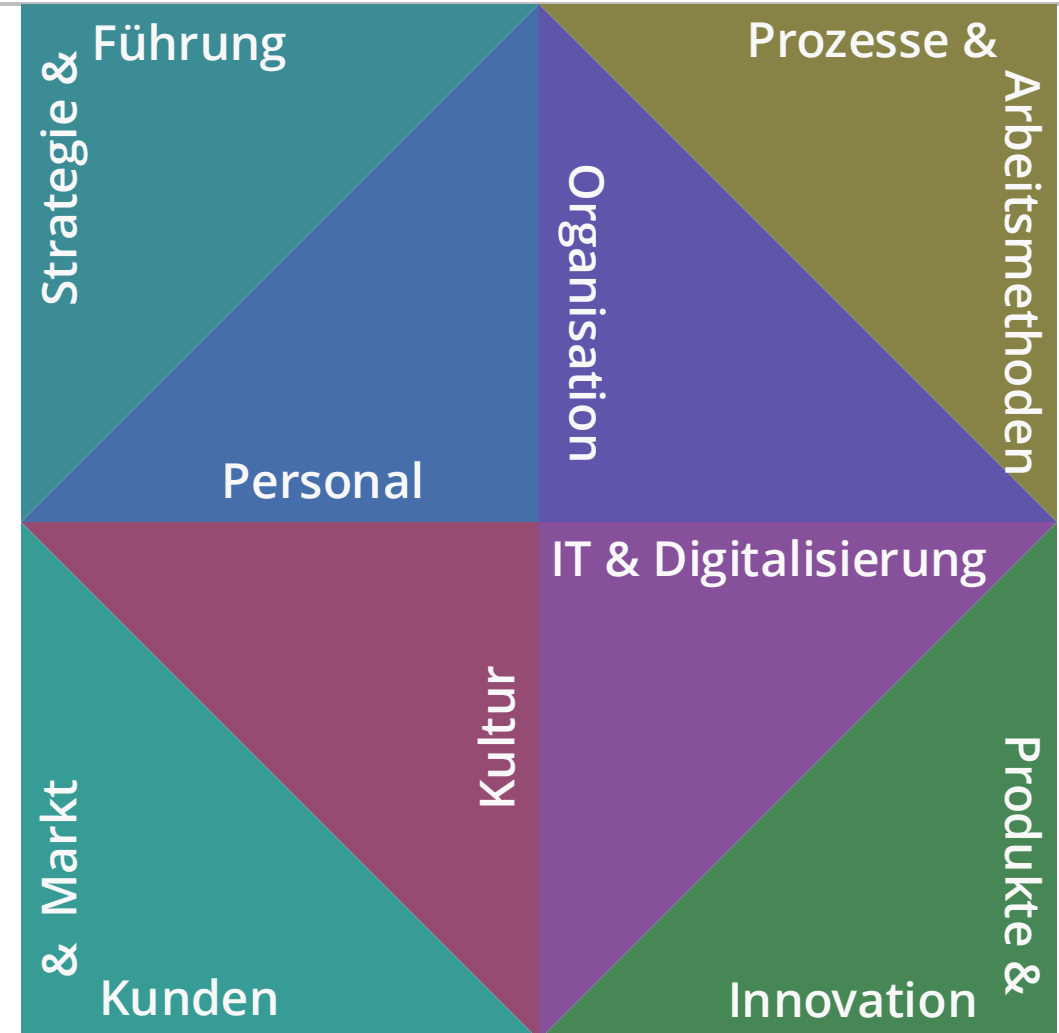 Strategie &
Führung
Prozesse &
Arbeitsmethoden
Organisation
Personal
IT & Digitalisierung
Kultur
Kunden
& Markt
Produkte &
Innovation